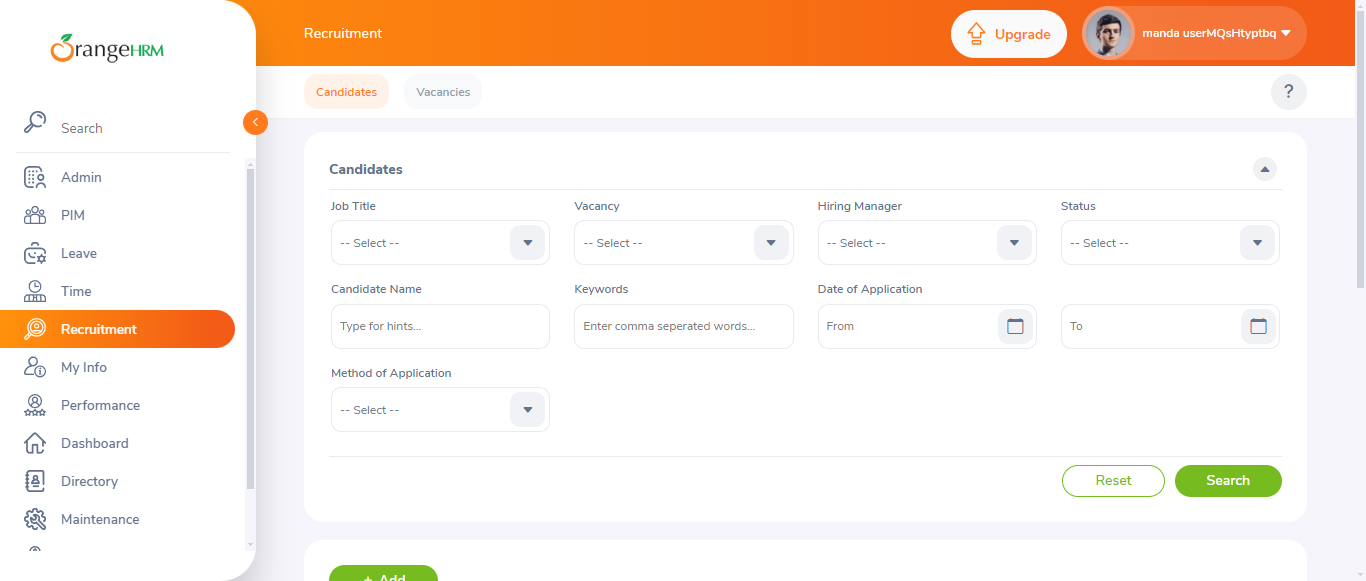 OrangeHRM
Recruitment
Upgrade
manda userMQsHtyptbq
Candidates
Vacancies
?
Search
Admin
PIM
Leave
Time
Recruitment
My Info
Performance
Dashboard
Directory
Maintenance
Candidates
Job Title
Vacancy
Hiring Manager
Status
-- Select --
-- Select --
-- Select --
-- Select --
Candidate Name
Keywords
Date of Application
Type for hints...
Enter comma seperated words...
From
To
Method of Application
-- Select --
Reset
Search
+ Add